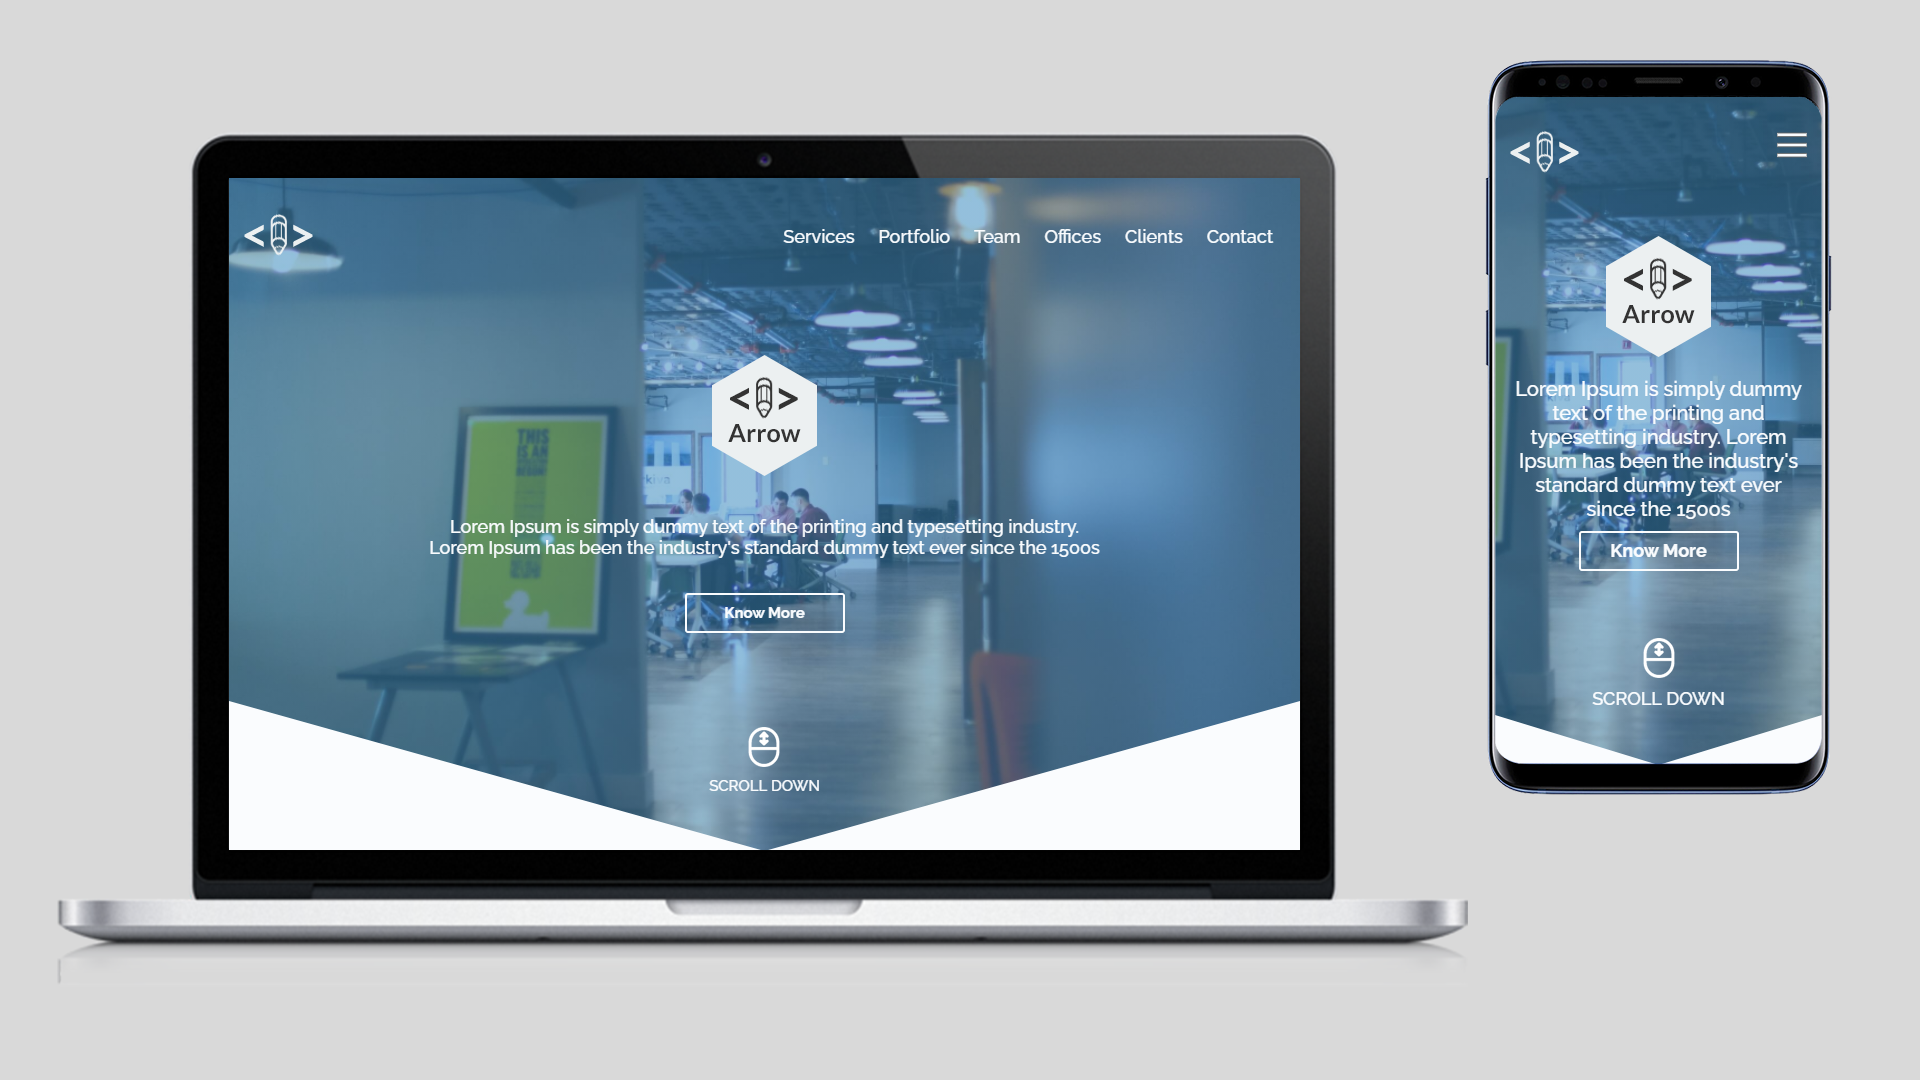 Services Portfolio Team Offices Clients Contact
Arrow
THIS
IS AN
Lorem Ipsum is simply dummy text of the printing and typesetting industry.
Lorem Ipsum has been the industry's standard dummy text ever since the 1500s
Know More
SCROLL DOWN
Arrow
Lorem Ipsum is simply dummy
text of the printing and
typesetting industry. Lorem
Ipsum has been the industry's
standard dummy text ever
since the 1500s
Know More
SCROLL DOWN